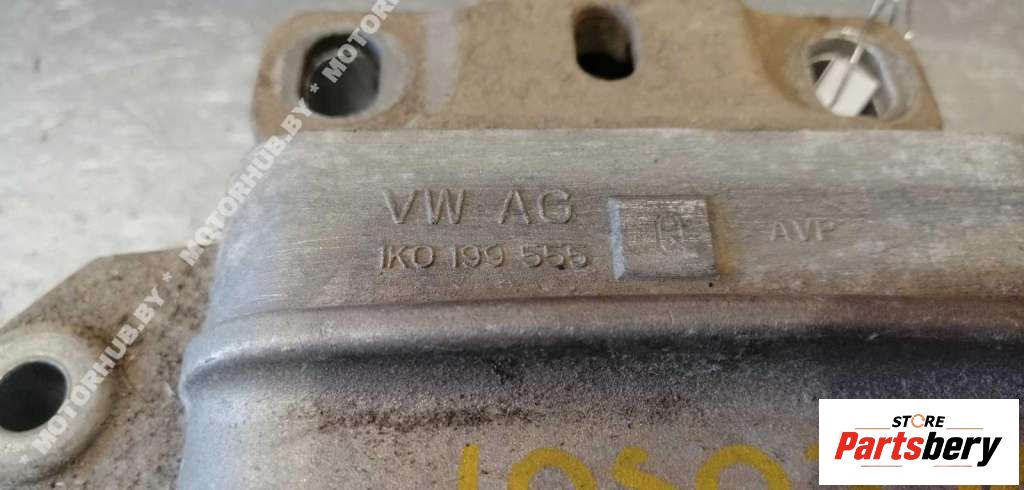 MOTORHUB.BY * MOTORHUB.BY * MOTORHUB.BY
VW AG
1K0 199 555
Q
AVP
STORE
Partsbery